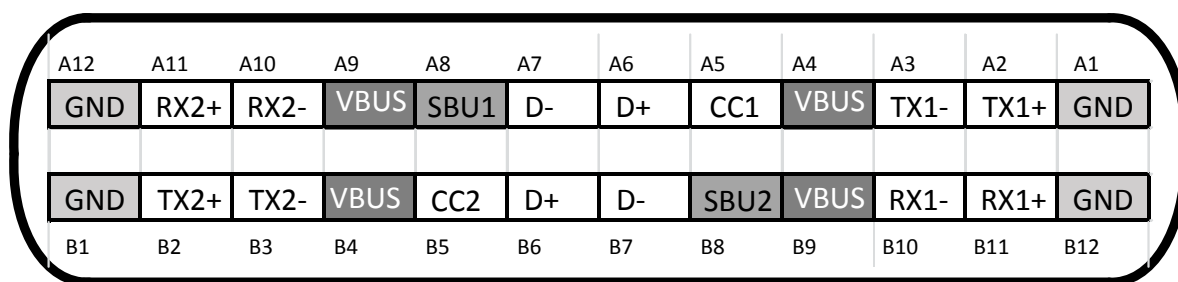 A12 A11 A10 A9 A8 A7 A6 A5 A4 A3 A2 A1
GND RX2+ RX2- VBUS SBU1 D- D+ CC1 VBUS TX1- TX1+ GND
GND TX2+ TX2- VBUS CC2 D+ D- SBU2 VBUS RX1- RX1+ GND
B1 B2 B3 B4 B5 B6 B7 B8 B9 B10 B11 B12